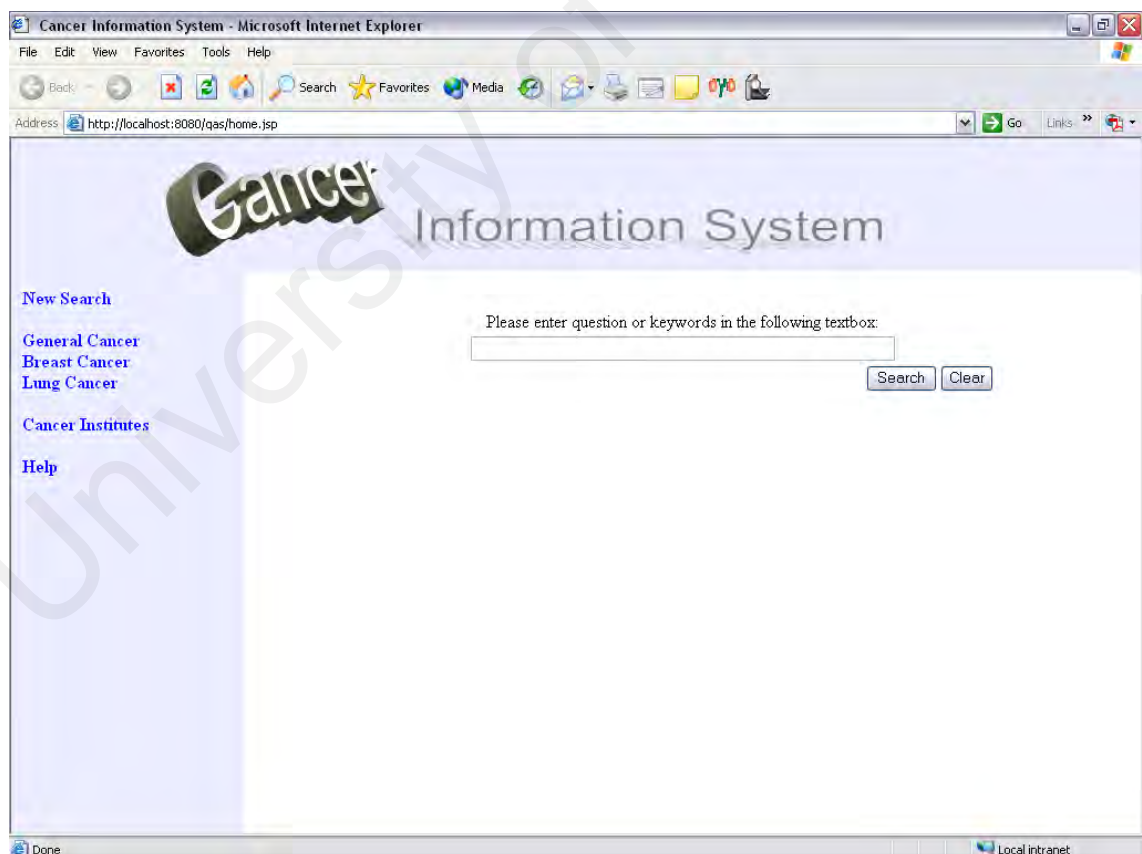 Cancer Information System - Microsoft Internet Explorer
File Edit View Favorites Tools Help
Back Search Favorites Media
Address http://localhost:8080/qas/home.jsp Go Links »
Cancer
Information System
New Search
General Cancer
Breast Cancer
Lung Cancer
Cancer Institutes
Help
Please enter question or keywords in the following textbox:
Search Clear
Done Local intranet
University of